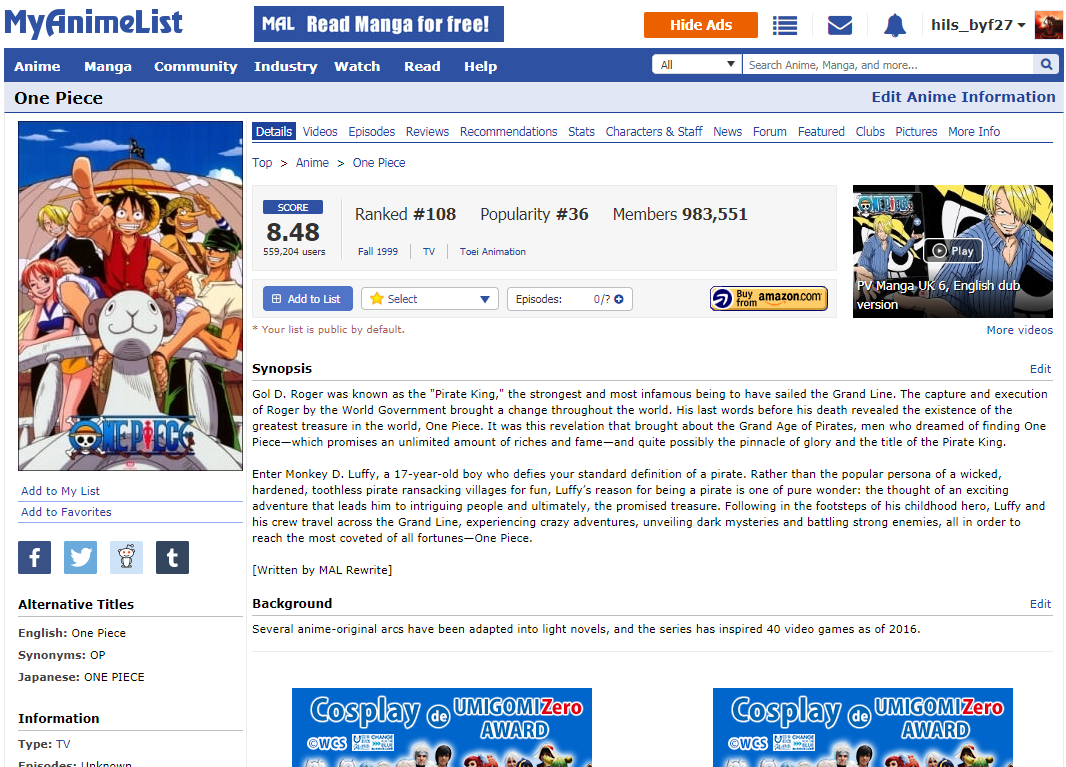 MyAnimeList
MAL Read Manga for free!
Hide Ads
hils_byf27
Anime Manga Community Industry Watch Read Help
All
Search Anime, Manga, and more...
One Piece
Edit Anime Information
Details Videos Episodes Reviews Recommendations Stats Characters & Staff News Forum Featured Clubs Pictures More Info
Top > Anime > One Piece
SCORE
8.48
559,204 users
Ranked #108 Popularity #36 Members 983,551
Fall 1999 TV Toei Animation
Add to List
Select
Episodes: 0/?
Buy from amazon.com
* Your list is public by default.
ONE PIECE
Play
PV Manga UK 6, English dub
version
More videos
Synopsis
Edit
Gol D. Roger was known as the "Pirate King," the strongest and most infamous being to have sailed the Grand Line. The capture and execution
of Roger by the World Government brought a change throughout the world. His last words before his death revealed the existence of the
greatest treasure in the world, One Piece. It was this revelation that brought about the Grand Age of Pirates, men who dreamed of finding One
Piece—which promises an unlimited amount of riches and fame—and quite possibly the pinnacle of glory and the title of the Pirate King.
Enter Monkey D. Luffy, a 17-year-old boy who defies your standard definition of a pirate. Rather than the popular persona of a wicked,
hardened, toothless pirate ransacking villages for fun, Luffy's reason for being a pirate is one of pure wonder: the thought of an exciting
adventure that leads him to intriguing people and ultimately, the promised treasure. Following in the footsteps of his childhood hero, Luffy and
his crew travel across the Grand Line, experiencing crazy adventures, unveiling dark mysteries and battling strong enemies, all in order to
reach the most coveted of all fortunes—One Piece.
[Written by MAL Rewrite]
Background
Edit
Several anime-original arcs have been adapted into light novels, and the series has inspired 40 video games as of 2016.
ONE PIECE
Add to My List
Add to Favorites
Alternative Titles
English: One Piece
Synonyms: OP
Japanese: ONE PIECE
Information
Type: TV
Episodes: Unknown
Cosplay de UMIGOMIZero
AWARD
©WCS
CHANGE
Cosplay de UMIGOMIZero
AWARD
©WCS
CHANGE